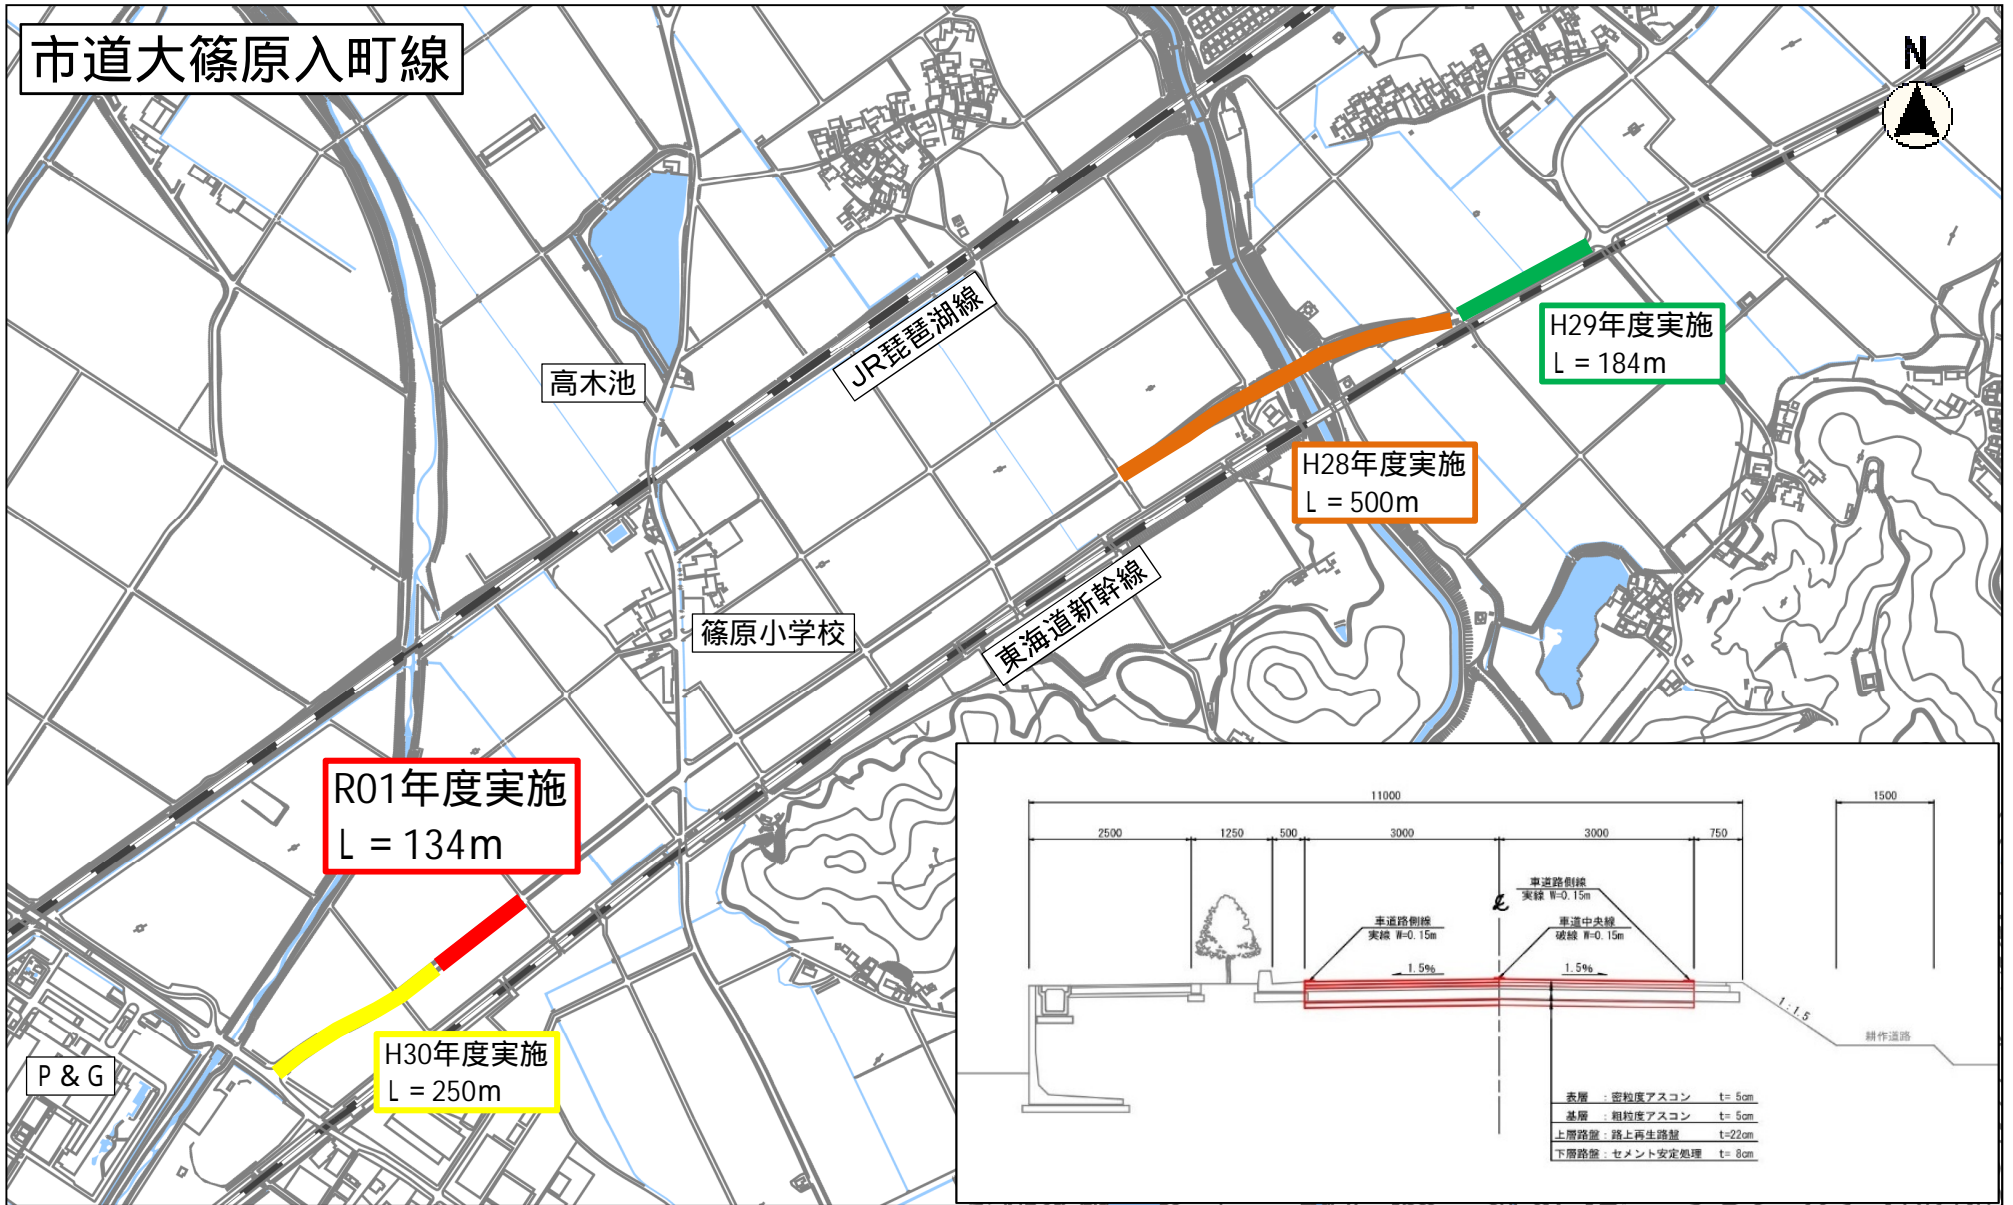 市道大篠原入町線
N
H29年度実施
L = 184m
JR琵琶湖線
高木池
H28年度実施
L = 500m
東海道新幹線
篠原小学校
R01年度実施
L = 134m
H30年度実施
L = 250m
P & G
11000
1500
2500
1250
500
3000
3000
750
車道路側線
実線 W=0.15m
車道路側線
実線 W=0.15m
車道中央線
破線 W=0.15m
1.5%
1.5%
1:1.5
耕作道路
表層 : 密粒度アスコン t= 5cm
基層 : 粗粒度アスコン t= 5cm
上層路盤 : 路上再生路盤 t=22cm
下層路盤 : セメント安定処理 t= 8cm